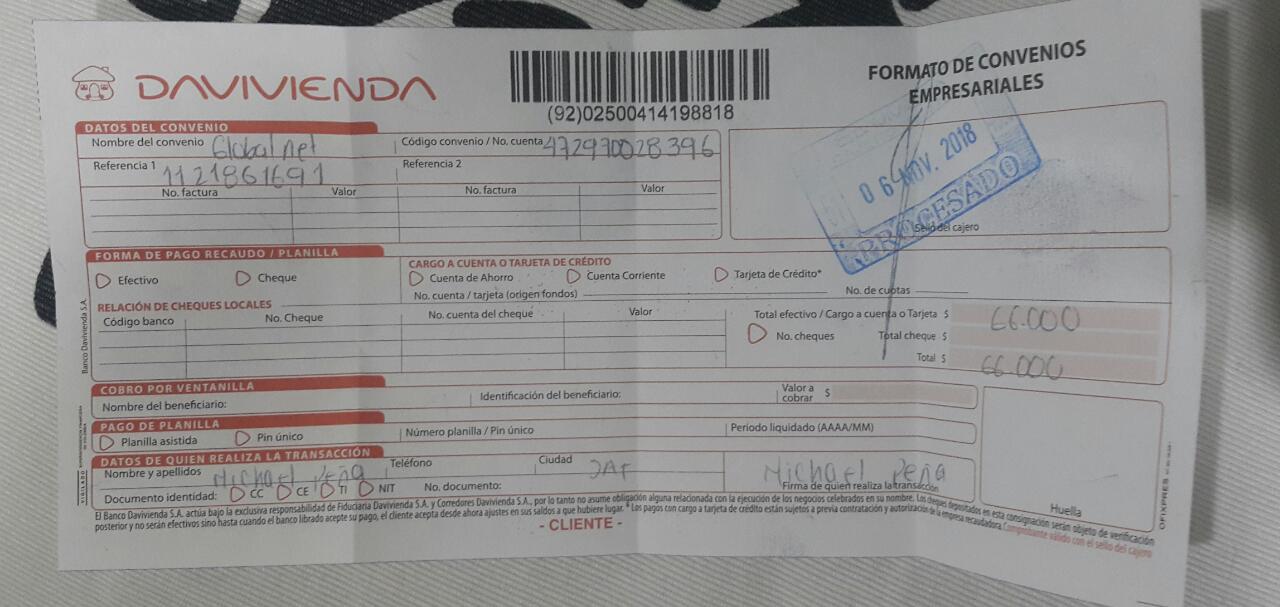 DAVIVIENDA
(92)02500414198818
FORMATO DE CONVENIOS
EMPRESARIALES
DATOS DEL CONVENIO
Nombre del convenio Global net
Código convenio / No. cuenta 472970028396
Referencia 1 1121861691
Referencia 2
No. factura Valor No. factura Valor
06 NOV. 2018
PROCESADO
Sello del cajero
FORMA DE PAGO RECAUDO / PLANILLA
Efectivo Cheque
CARGO A CUENTA O TARJETA DE CRÉDITO
Cuenta de Ahorro Cuenta Corriente Tarjeta de Crédito*
No. cuenta / tarjeta (origen fondos) No. de cuotas
RELACIÓN DE CHEQUES LOCALES
Código banco No. Cheque No. cuenta del cheque Valor
Total efectivo / Cargo a cuenta o Tarjeta $ 66.000
No. cheques Total cheque $
Total $ 66.000
COBRO POR VENTANILLA
Nombre del beneficiario: Identificación del beneficiario: Valor a
cobrar $
PAGO DE PLANILLA
Planilla asistida Pin único Número planilla / Pin único Periodo liquidado (AAAA/MM)
DATOS DE QUIEN REALIZA LA TRANSACCIÓN
Nombre y apellidos Michael Peña Teléfono Ciudad Michael Peña
Firma de quien realiza la transacción
Documento identidad: CC CE TI NIT No. documento:
Huella
El Banco Davivienda S.A. actúa bajo la exclusiva responsabilidad de Fiduciaria Davivienda S.A. y Corredores Davivienda S.A., por lo tanto no asume obligación alguna relacionada con la ejecución de los negocios celebrados en su nombre. Los cheques depositados en esta consignación serán objeto de verificación
posterior y no serán efectivos sino hasta cuando el banco librado acepte su pago, el cliente acepta desde ahora ajustes en sus saldos a que hubiere lugar. * Los pagos con cargo a tarjeta de crédito están sujetos a previa contratación y autorización de la empresa recaudadora. Comprobante válido con el sello del cajero
- CLIENTE -
Banco Davivienda S.A.
VIGILADO
OFIXPRES